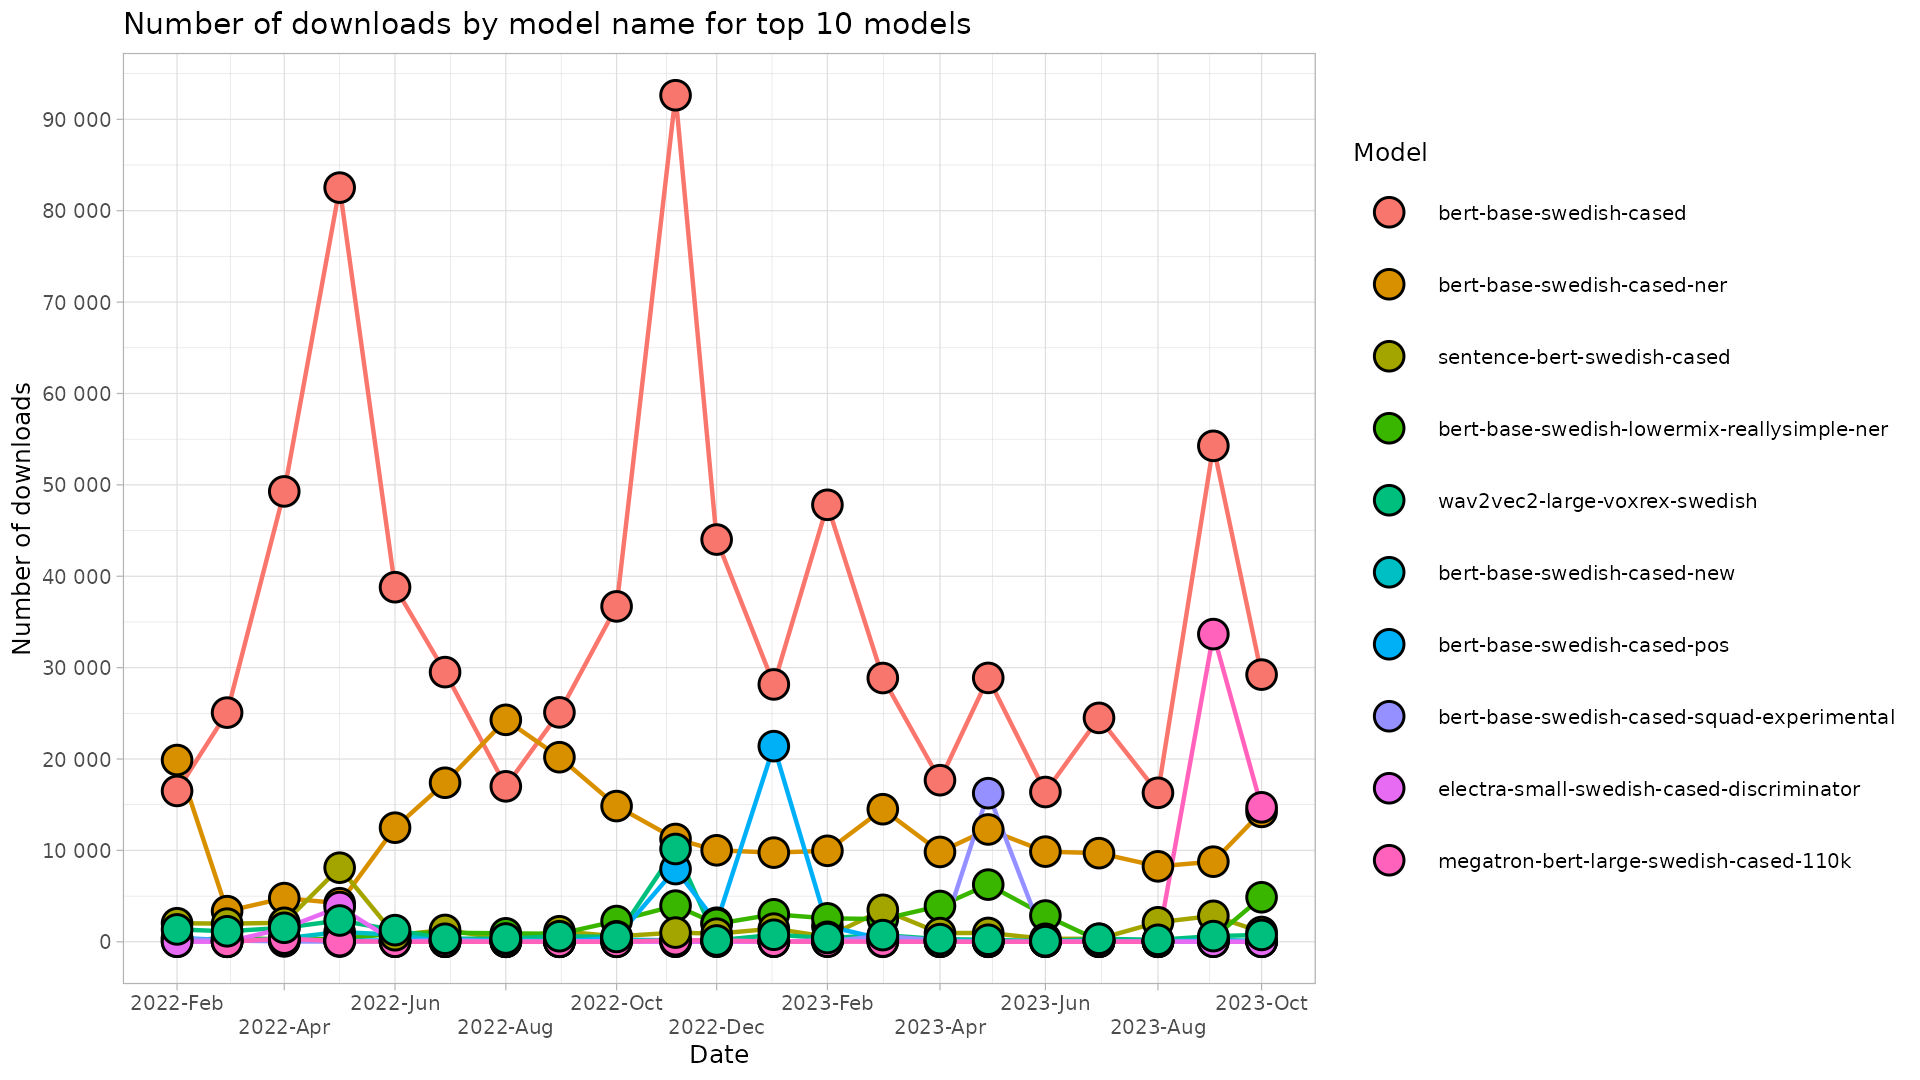 Number of downloads by model name for top 10 models
Number of downloads
90 000
80 000
70 000
60 000
50 000
40 000
30 000
20 000
10 000
0
2022-Feb
2022-Apr
2022-Jun
2022-Aug
2022-Oct
2022-Dec
2023-Feb
2023-Apr
2023-Jun
2023-Aug
2023-Oct
Date
Model
bert-base-swedish-cased
bert-base-swedish-cased-ner
sentence-bert-swedish-cased
bert-base-swedish-lowermix-reallysimple-ner
wav2vec2-large-voxrex-swedish
bert-base-swedish-cased-new
bert-base-swedish-cased-pos
bert-base-swedish-cased-squad-experimental
electra-small-swedish-cased-discriminator
megatron-bert-large-swedish-cased-110k